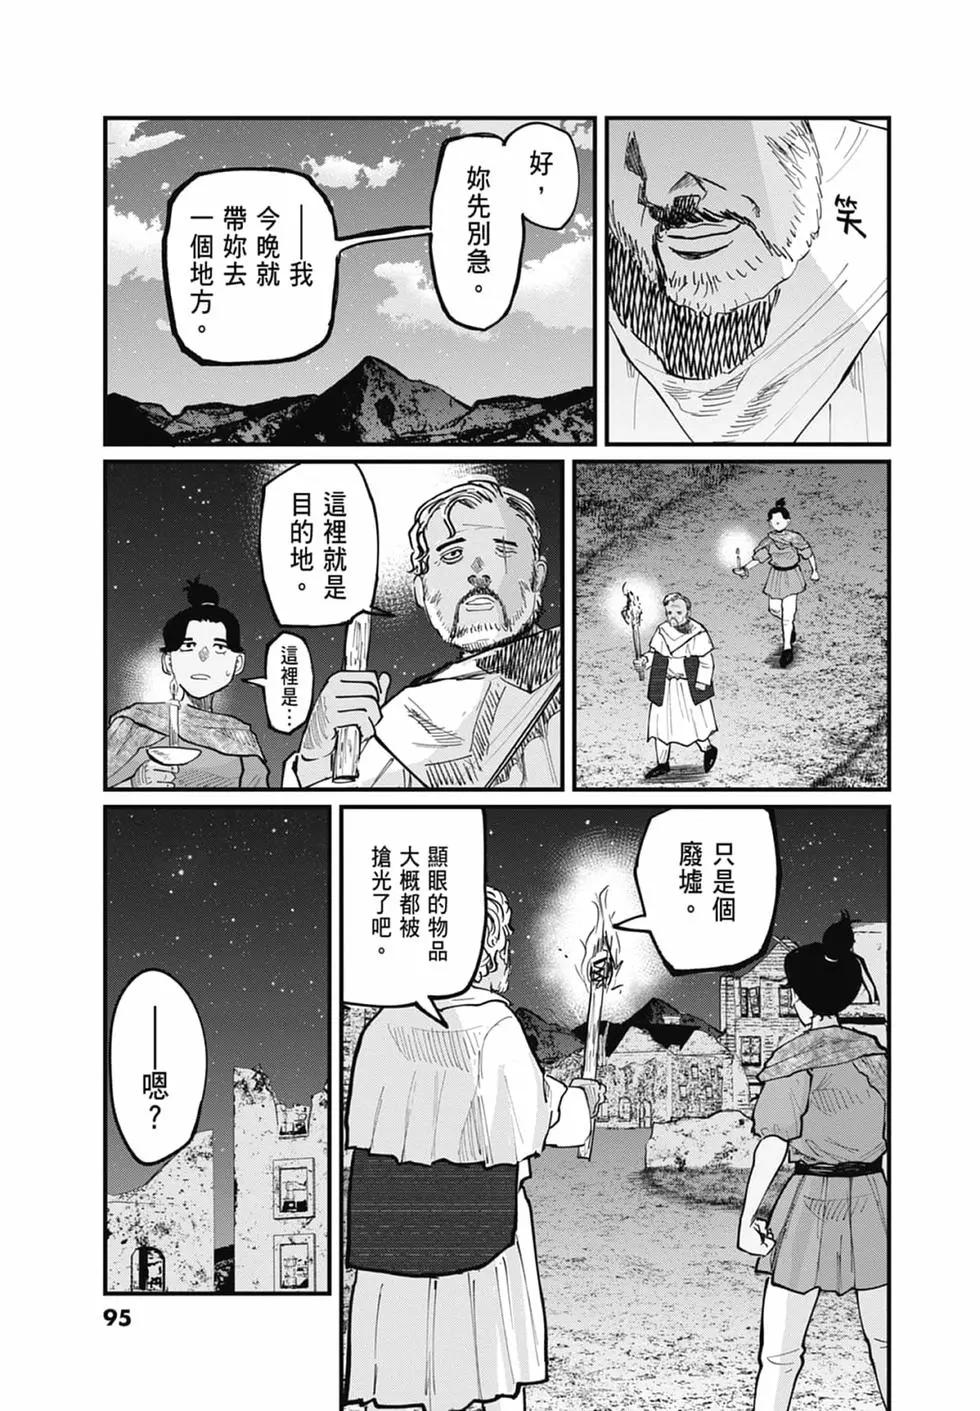 笑
好，
妳先別急。
——我
今晚就
帶妳去
一個地方。
這裡就是
目的地。
這裡是…
只是個
廢墟。
顯眼的物品
大概都被
搶光了吧。
——嗯？
95